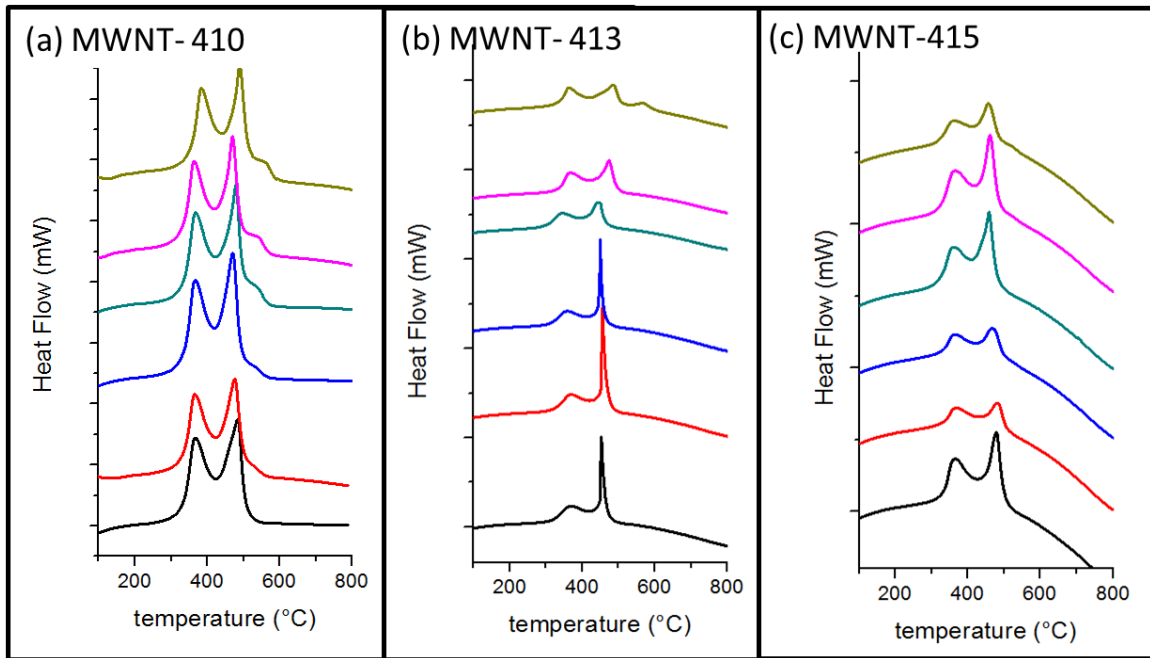 (a) MWNT- 410
Heat Flow (mW)
200 400 600 800
temperature (°C)
(b) MWNT- 413
Heat Flow (mW)
200 400 600 800
temperature (°C)
(c) MWNT-415
Heat Flow (mW)
200 400 600 800
temperature (°C)